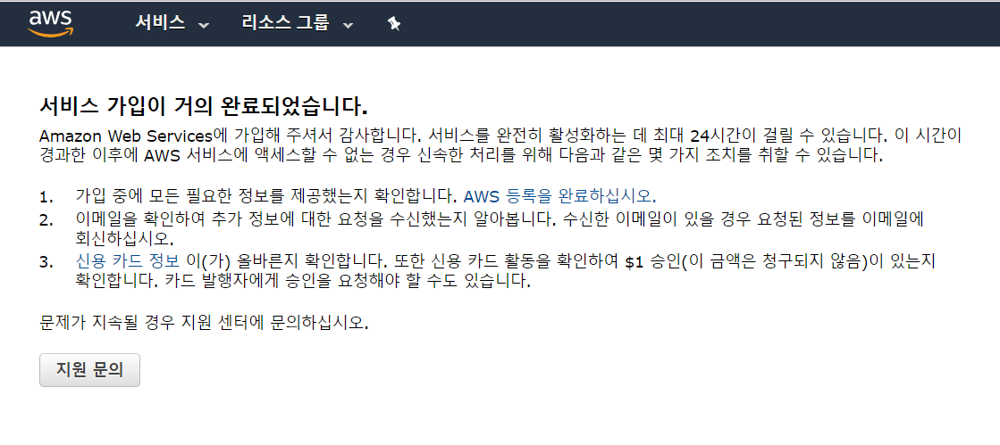 aws 서비스 리소스 그룹
서비스 가입이 거의 완료되었습니다.
Amazon Web Services에 가입해 주셔서 감사합니다. 서비스를 완전히 활성화하는 데 최대 24시간이 걸릴 수 있습니다. 이 시간이
경과한 이후에 AWS 서비스에 액세스할 수 없는 경우 신속한 처리를 위해 다음과 같은 몇 가지 조치를 취할 수 있습니다.
1. 가입 중에 모든 필요한 정보를 제공했는지 확인합니다. AWS 등록을 완료하십시오.
2. 이메일을 확인하여 추가 정보에 대한 요청을 수신했는지 알아봅니다. 수신한 이메일이 있을 경우 요청된 정보를 이메일에
회신하십시오.
3. 신용 카드 정보 이(가) 올바른지 확인합니다. 또한 신용 카드 활동을 확인하여 $1 승인(이 금액은 청구되지 않음)이 있는지
확인합니다. 카드 발행자에게 승인을 요청해야 할 수도 있습니다.
문제가 지속될 경우 지원 센터에 문의하십시오.
지원 문의